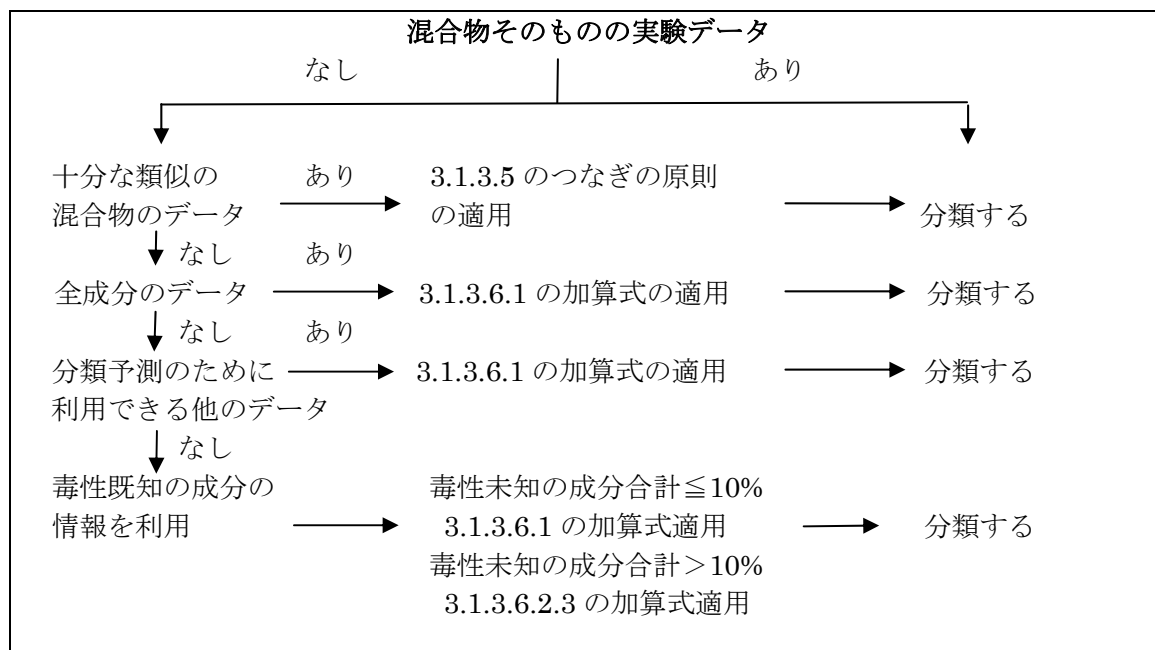 混合物そのものの実験データ
なし あり
十分な類似の あり 3.1.3.5 のつなぎの原則
混合物のデータ の適用 分類する
なし あり
全成分のデータ 3.1.3.6.1 の加算式の適用 分類する
なし あり
分類予測のために 3.1.3.6.1 の加算式の適用 分類する
利用できる他のデータ
なし
毒性既知の成分の 毒性未知の成分合計≦10%
情報を利用 3.1.3.6.1 の加算式適用 分類する
毒性未知の成分合計＞10%
3.1.3.6.2.3 の加算式適用